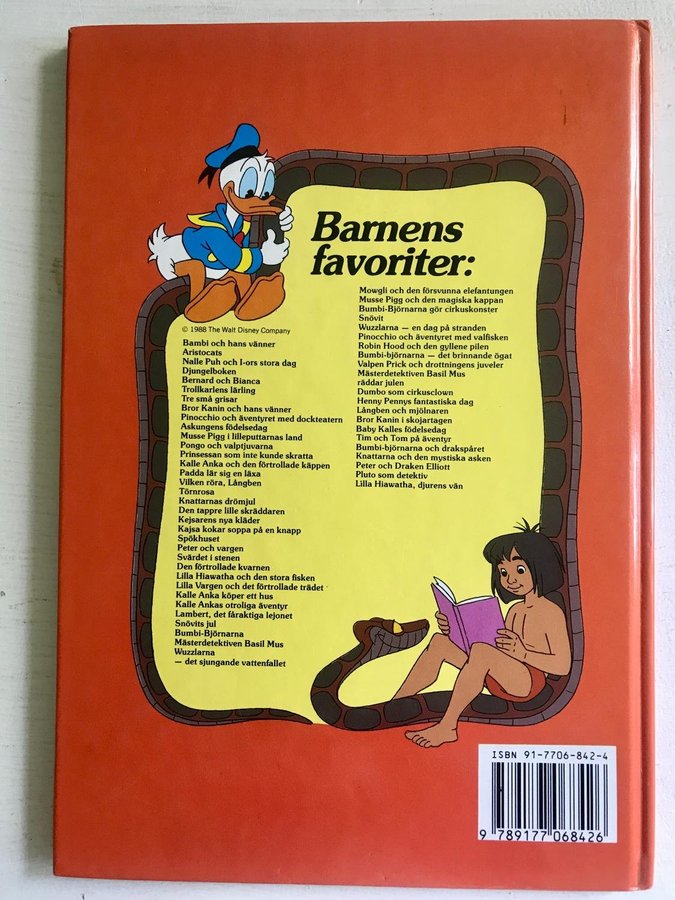 Barnens
favoriter:
© 1988 The Walt Disney Company
Bambi och hans vänner
Aristocats
Nalle Puh och I-ors stora dag
Djungelboken
Bernard och Bianca
Trollkarlens lärling
Tre små grisar
Bror Kanin och hans vänner
Pinocchio och äventyret med dockteatern
Askungens födelsedag
Musse Pigg i lilleputtarnas land
Pongo och valptjuvarna
Prinsessan som inte kunde skratta
Kalle Anka och den förtrollade käppen
Padda lär sig en läxa
Vilken röra, Långben
Törnrosa
Knattarnas drömjul
Den tappre lille skräddaren
Kejsarens nya kläder
Kajsa kokar soppa på en knapp
Spökhuset
Peter och vargen
Svärdet i stenen
Den förtrollade kvarnen
Lilla Hiawatha och den stora fisken
Lilla Vargen och det förtrollade trädet
Kalle Anka köper ett hus
Kalle Ankas otroliga äventyr
Lambert, det fåraktiga lejonet
Snövits jul
Bumbi-Björnarna
Mästerdetektiven Basil Mus
Wuzzlarna
— det sjungande vattenfallet
Mowgli och den försvunna elefantungen
Musse Pigg och den magiska kappan
Bumbi-Björnarna gör cirkuskonster
Snövit
Wuzzlarna — en dag på stranden
Pinocchio och äventyret med valfisken
Robin Hood och den gyllene pilen
Bumbi-björnarna — det brinnande ögat
Valpen Prick och drottningens juveler
Mästerdetektiven Basil Mus
räddar julen
Dumbo som cirkusclown
Henny Pennys fantastiska dag
Långben och mjölnaren
Bror Kanin i skojartagen
Baby Kalles födelsedag
Tim och Tom på äventyr
Bumbi-björnarna och drakspåret
Knattarna och den mystiska asken
Peter och Draken Elliott
Pluto som detektiv
Lilla Hiawatha, djurens vän
ISBN 91-7706-842-4
9 789177 068426